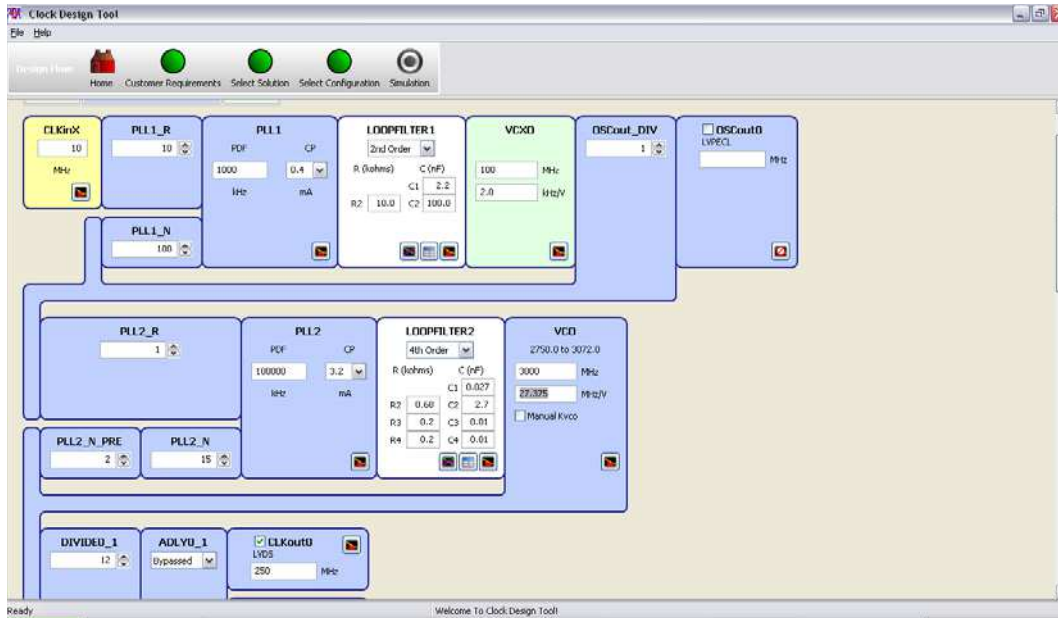 Clock Design Tool
File Help
Design Flow
Home Customer Requirements Select Solution Select Configuration Simulation
CLKinX
10
MHz
PLL1_R
10
PLL1
PDF CP
1000 0.4
kHz mA
LOOPFILTER1
2nd Order
R (kohms) C (nF)
C1 2.2
R2 10.0 C2 100.0
VCXO
100 MHz
2.0 kHz/V
OSCout_DIV
1
OSCout0
LVPECL
MHz
PLL1_N
100
PLL2_R
1
PLL2
PDF CP
100000 3.2
kHz mA
LOOPFILTER2
4th Order
R (kohms) C (nF)
C1 0.027
R2 0.60 C2 2.7
R3 0.2 C3 0.01
R4 0.2 C4 0.01
VCO
2750.0 to 3072.0
3000 MHz
27.375 MHz/V
Manual Kvco
PLL2_N_PRE
2
PLL2_N
15
DIVIDE0_1
12
ADLY0_1
Bypassed
CLKout0
LVDS
250 MHz
Ready
Welcome To Clock Design Tool!